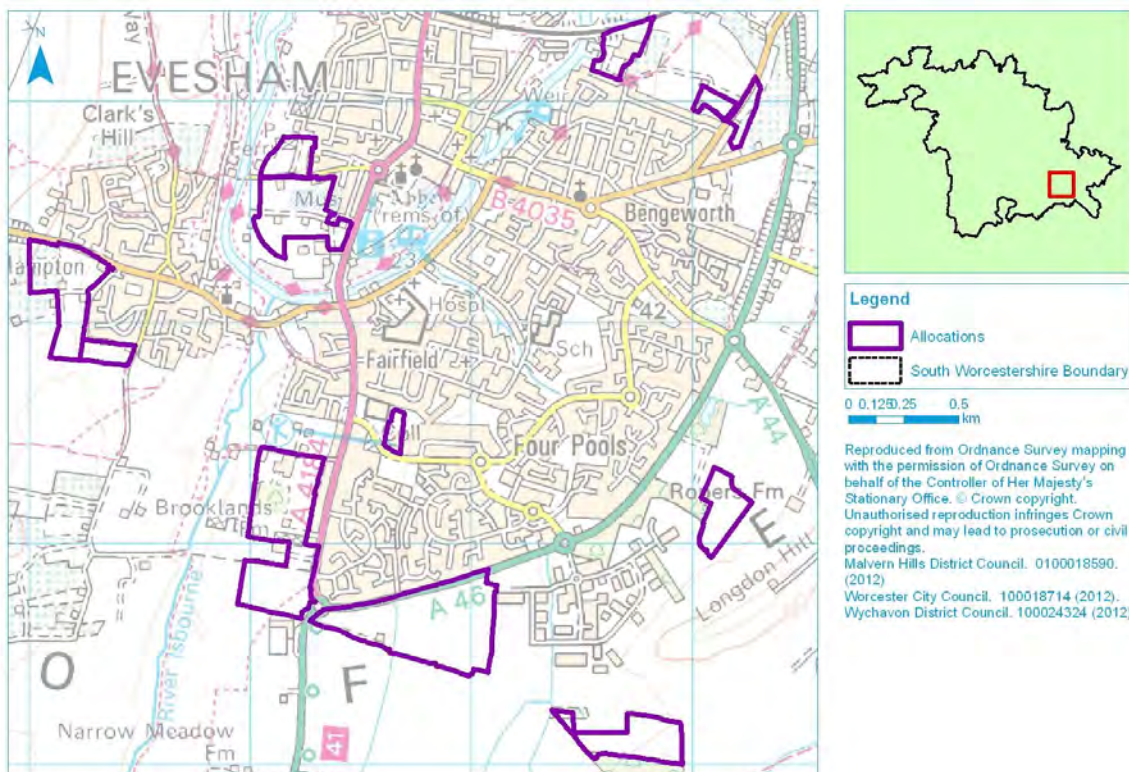 N
Way
EVESHAM
Clark's
Hill
Weir
Mus
Abbey
(rems of)
B 4035
Bengeworth
23
Hampton
Hospl
42
Fairfield
Sch
A 4184
Coll
Four Pools
A 44
Brooklands
Fm
Ropers Fm
E
Longdon Hill
A 46
River Isbourne
O
F
Narrow Meadow
Fm
41
Legend
Allocations
South Worcestershire Boundary
0 0.125 0.25 0.5
km
Reproduced from Ordnance Survey mapping
with the permission of Ordnance Survey on
behalf of the Controller of Her Majesty's
Stationary Office. © Crown copyright.
Unauthorised reproduction infringes Crown
copyright and may lead to prosecution or civil
proceedings.
Malvern Hills District Council. 0100018590.
(2012)
Worcester City Council. 100018714 (2012).
Wychavon District Council. 100024324 (2012)